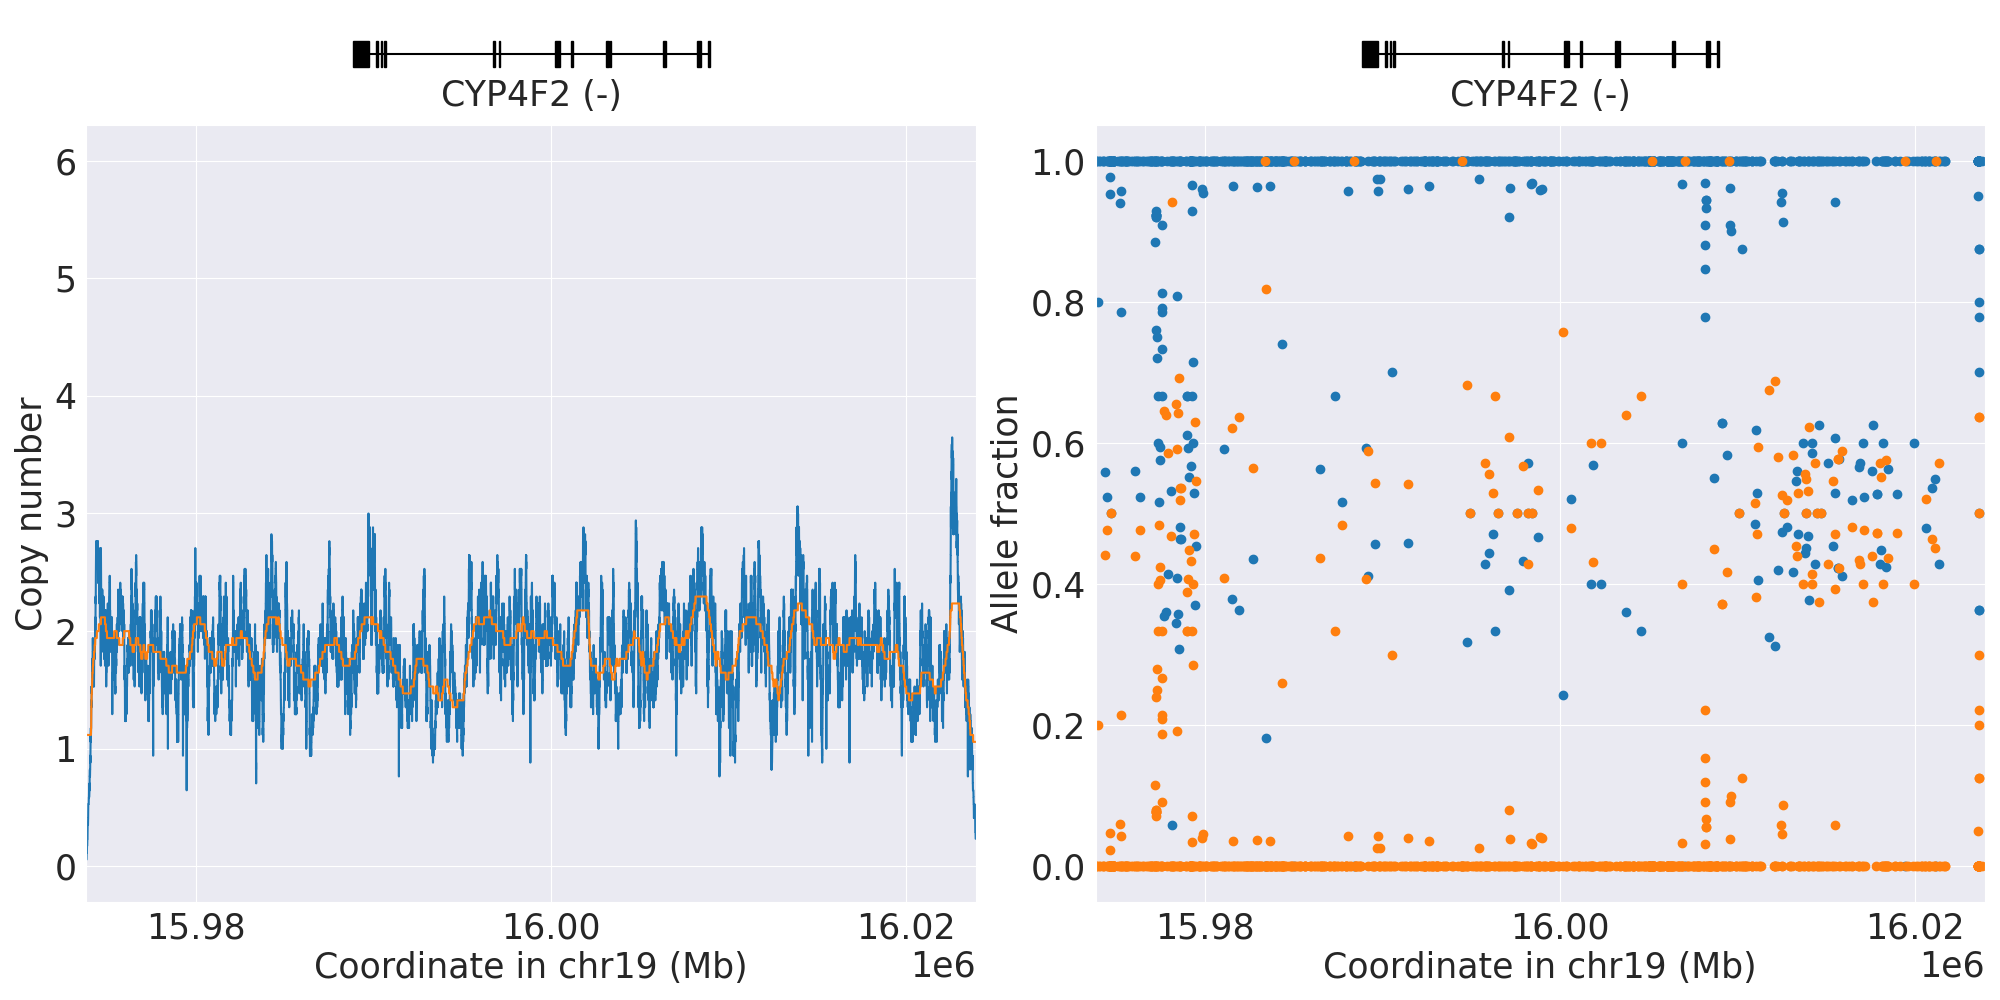 CYP4F2 (-)
6
5
4
3
2
1
0
Copy number
15.98
16.00
16.02
Coordinate in chr19 (Mb)
1e6
CYP4F2 (-)
1.0
0.8
0.6
0.4
0.2
0.0
Allele fraction
15.98
16.00
16.02
Coordinate in chr19 (Mb)
1e6